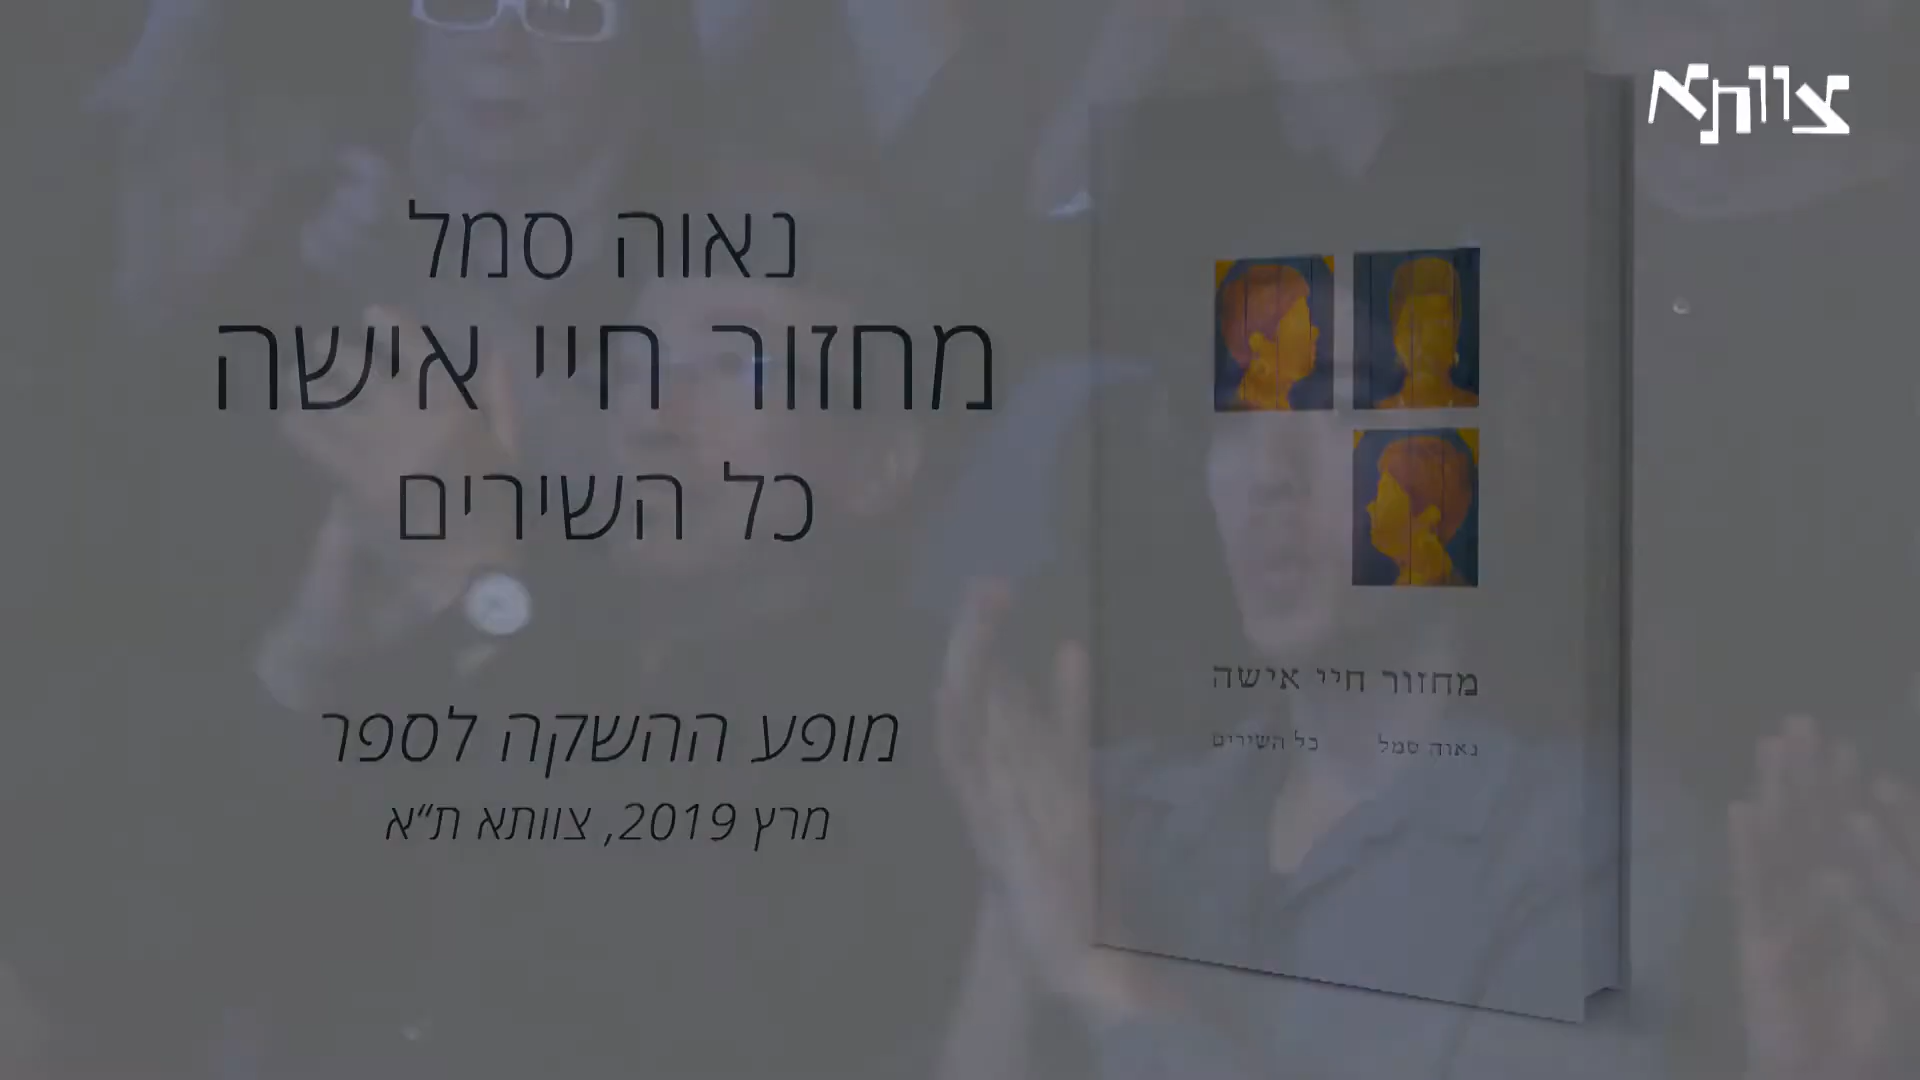 צוותא
נאוה סמל
מחזור חיי אישה
כל השירים
מופע ההשקה לספר
מרץ 2019, צוותא ת״א
מחזור חיי אישה
נאוה סמל כל השירים